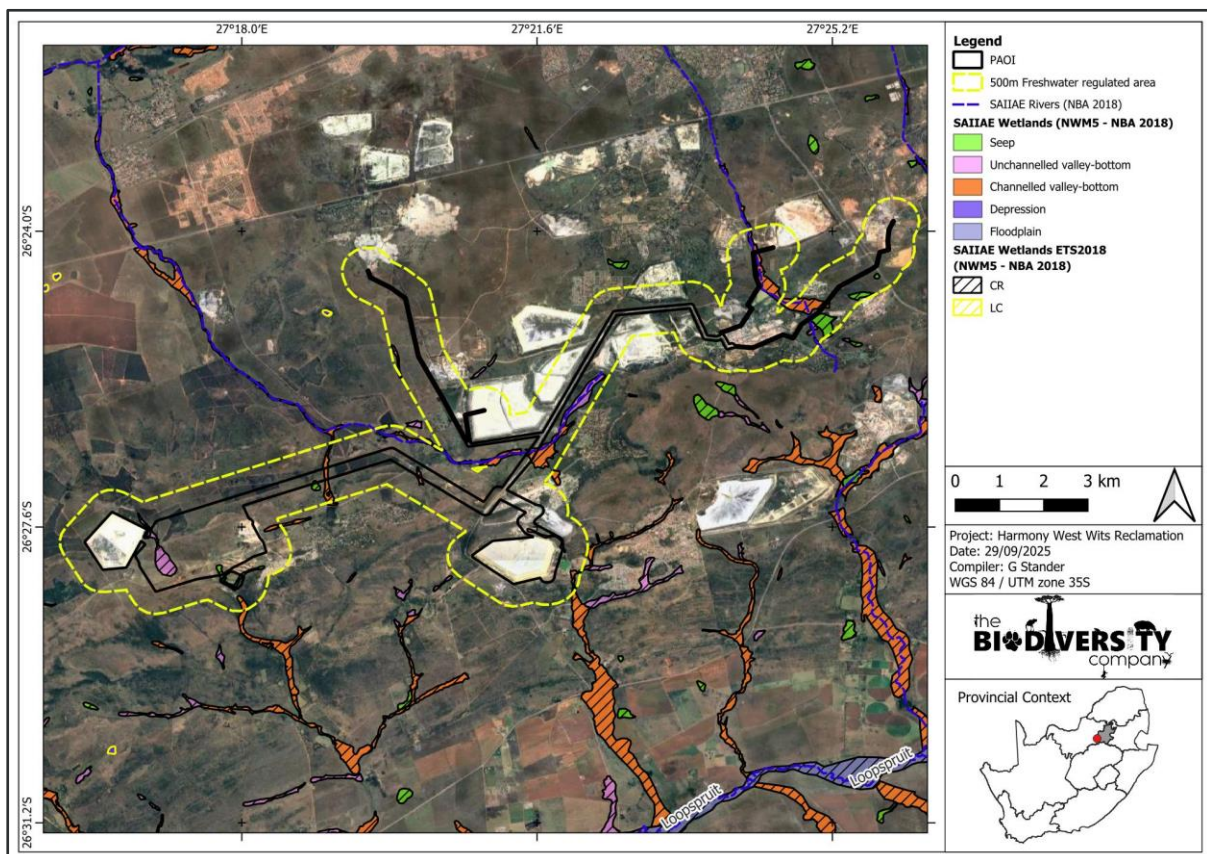 27°18.0'E 27°21.6'E 27°25.2'E
26°24.0'S
26°27.6'S
26°31.2'S
Loopspruit
Loopspruit
Legend
PAOI
500m Freshwater regulated area
SAIIAE Rivers (NBA 2018)
SAIIAE Wetlands (NWM5 - NBA 2018)
Seep
Unchannelled valley-bottom
Channelled valley-bottom
Depression
Floodplain
SAIIAE Wetlands ETS2018
(NWM5 - NBA 2018)
CR
LC
0 1 2 3 km
Project: Harmony West Wits Reclamation
Date: 29/09/2025
Compiler: G Stander
WGS 84 / UTM zone 35S
the
BIODIVERSITY
company
Provincial Context